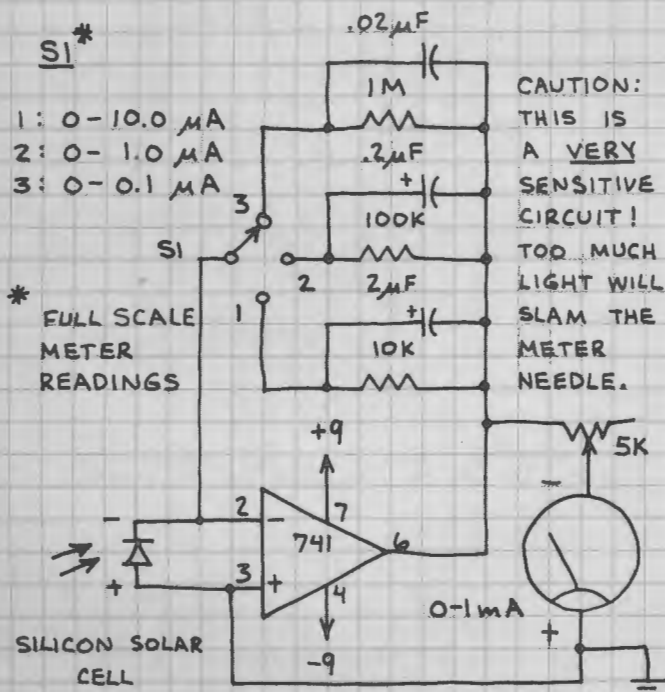 S1*
1: 0-10.0 µA
2: 0- 1.0 µA
3: 0- 0.1 µA
* FULL SCALE
METER
READINGS
.02µF
1M
.2µF
+
100K
2µF
+
10K
3
S1
2
1
CAUTION:
THIS IS
A VERY
SENSITIVE
CIRCUIT!
TOO MUCH
LIGHT WILL
SLAM THE
METER
NEEDLE.
+9
7
- 2 -
741
6
+ 3 +
4
-9
5K
-
0-1mA
+
SILICON SOLAR
CELL